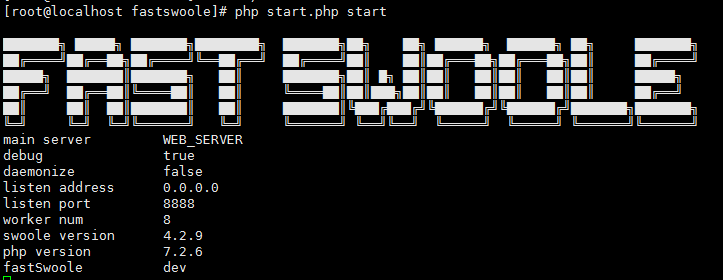 [root@localhost fastswoole]# php start.php start
FAST SWOOLE
main server WEB_SERVER
debug true
daemonize false
listen address 0.0.0.0
listen port 8888
worker num 8
swoole version 4.2.9
php version 7.2.6
fastSwoole dev